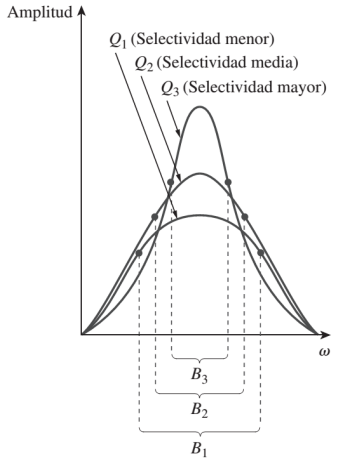 Amplitud
Q₁ (Selectividad menor)
Q₂ (Selectividad media)
Q₃ (Selectividad mayor)
ω
B₃
B₂
B₁